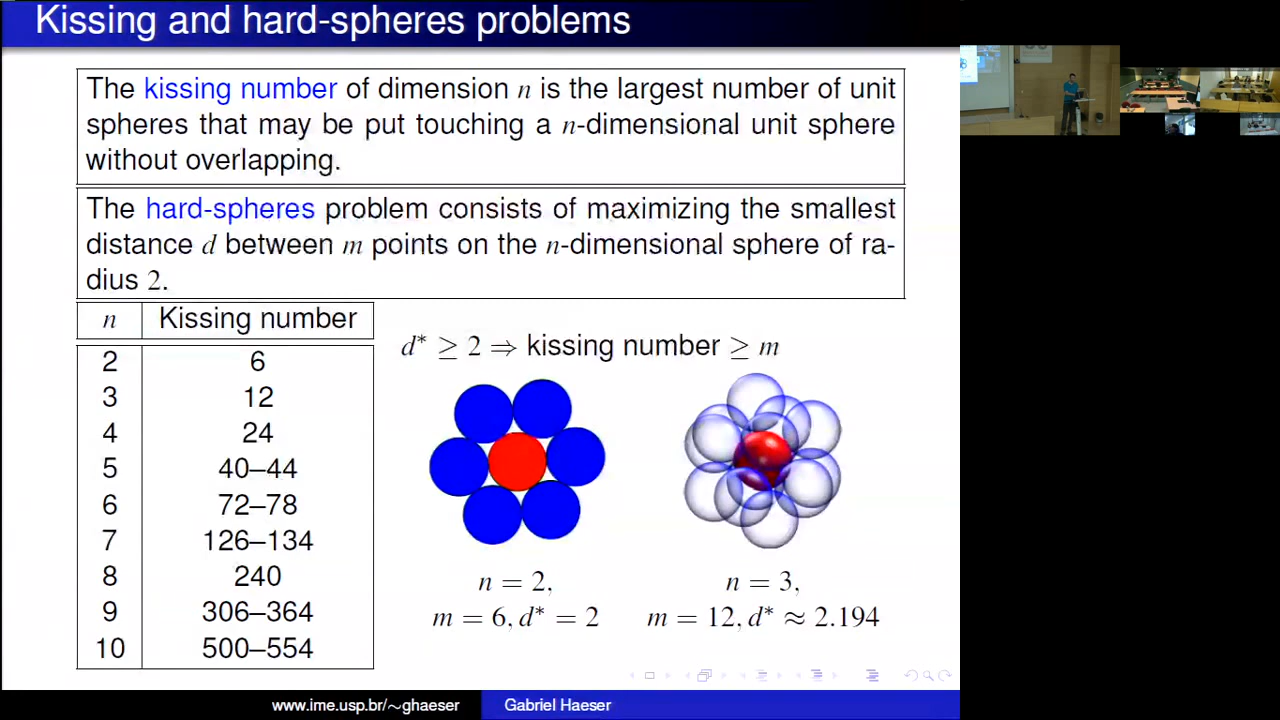 Kissing and hard-spheres problems
The kissing number of dimension n is the largest number of unit
spheres that may be put touching a n-dimensional unit sphere
without overlapping.
The hard-spheres problem consists of maximizing the smallest
distance d between m points on the n-dimensional sphere of ra-
dius 2.
n Kissing number
2 6
3 12
4 24
5 40–44
6 72–78
7 126–134
8 240
9 306–364
10 500–554
d* ≥ 2 ⇒ kissing number ≥ m
n = 2,
m = 6, d* = 2
n = 3,
m = 12, d* ≈ 2.194
www.ime.usp.br/∼ghaeser Gabriel Haeser